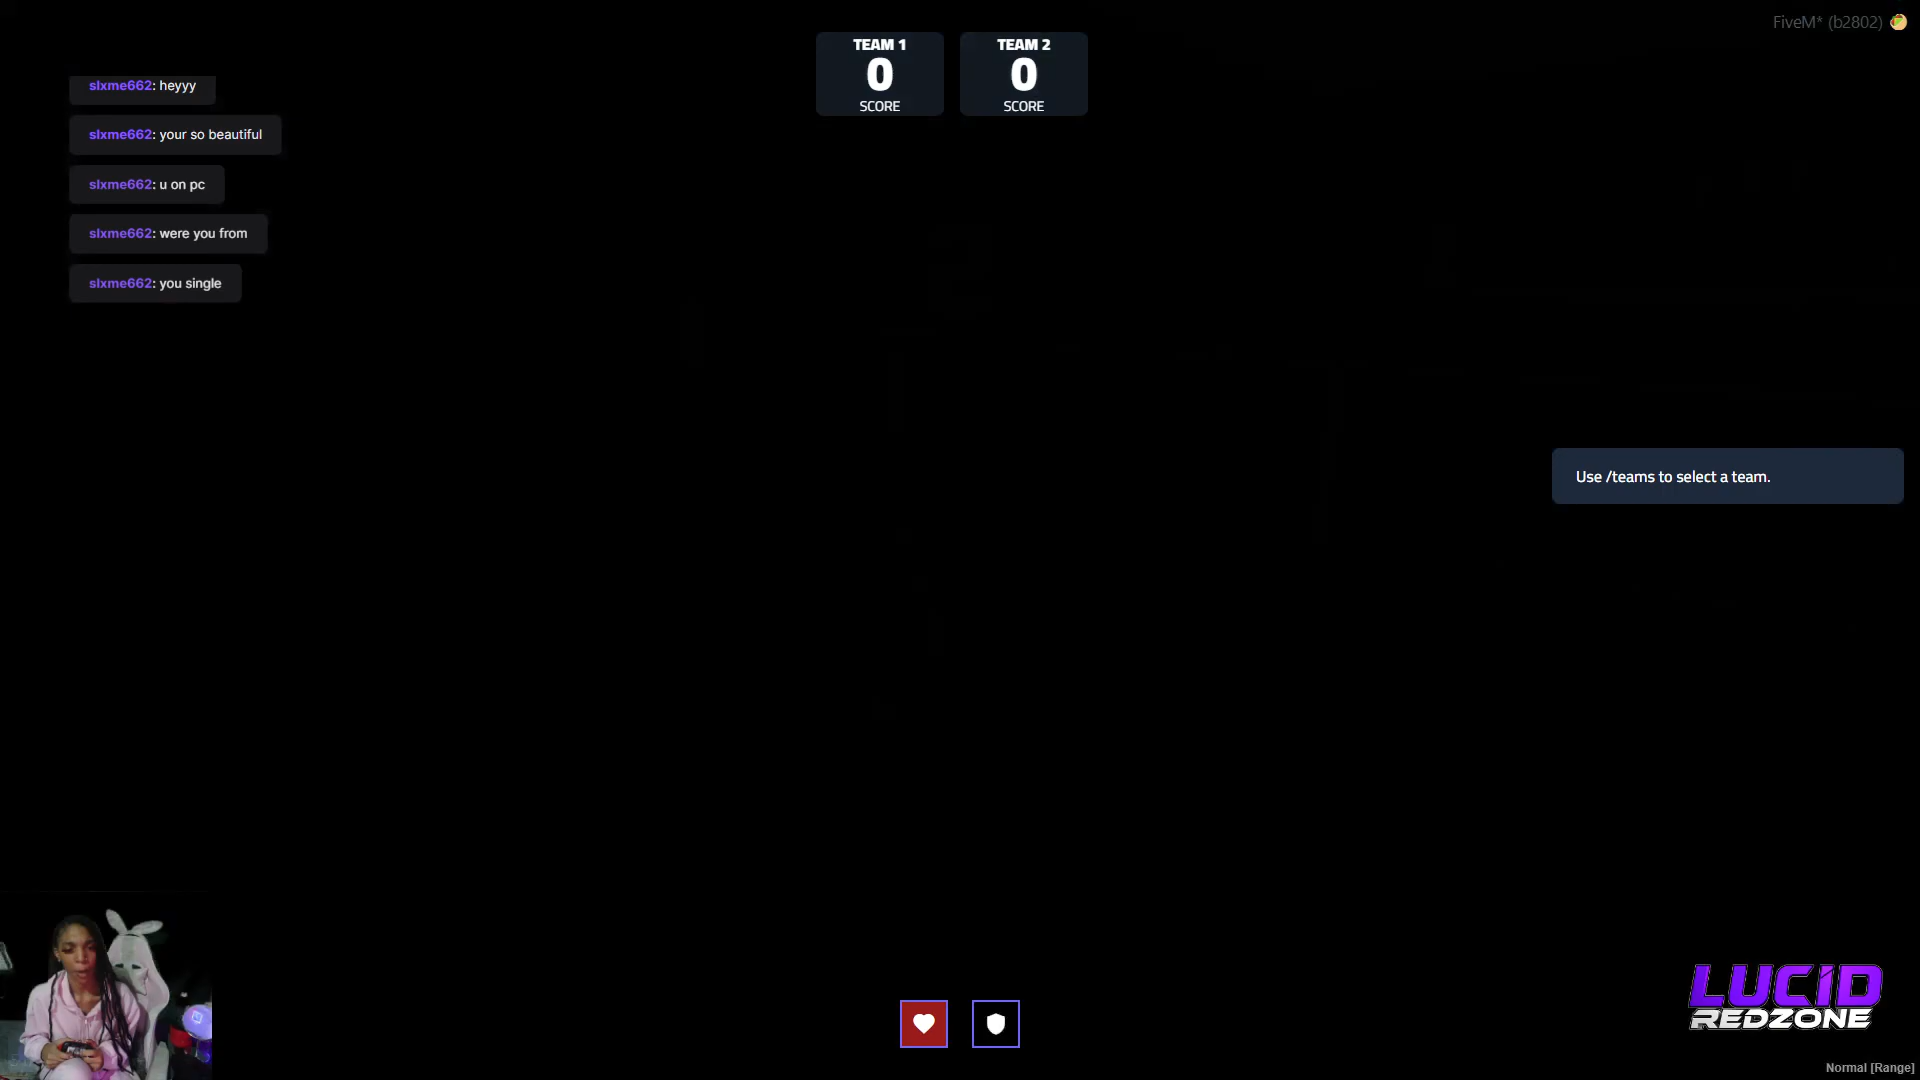 FiveM* (b2802)
TEAM 1
0
SCORE
TEAM 2
0
SCORE
slxme662: heyyy
slxme662: your so beautiful
slxme662: u on pc
slxme662: were you from
slxme662: you single
Use /teams to select a team.
LUCID
REDZONE
Normal [Range]